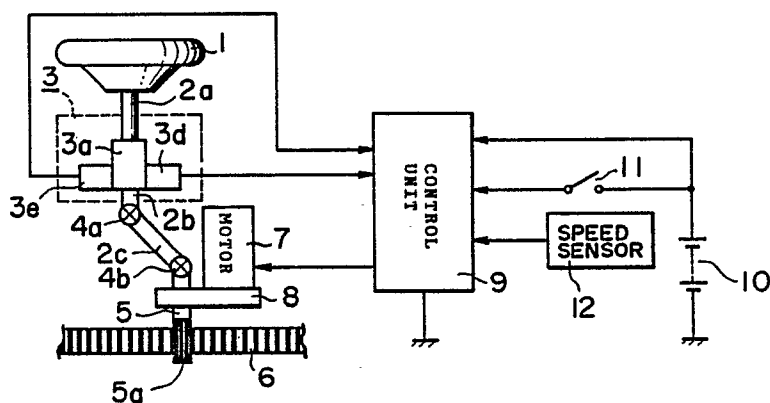 1
2a
3
3a
3d
3e
2b
4a
2c
4b
MOTOR
7
8
5
5a
6
CONTROL
UNIT
9
11
SPEED
SENSOR
12
10